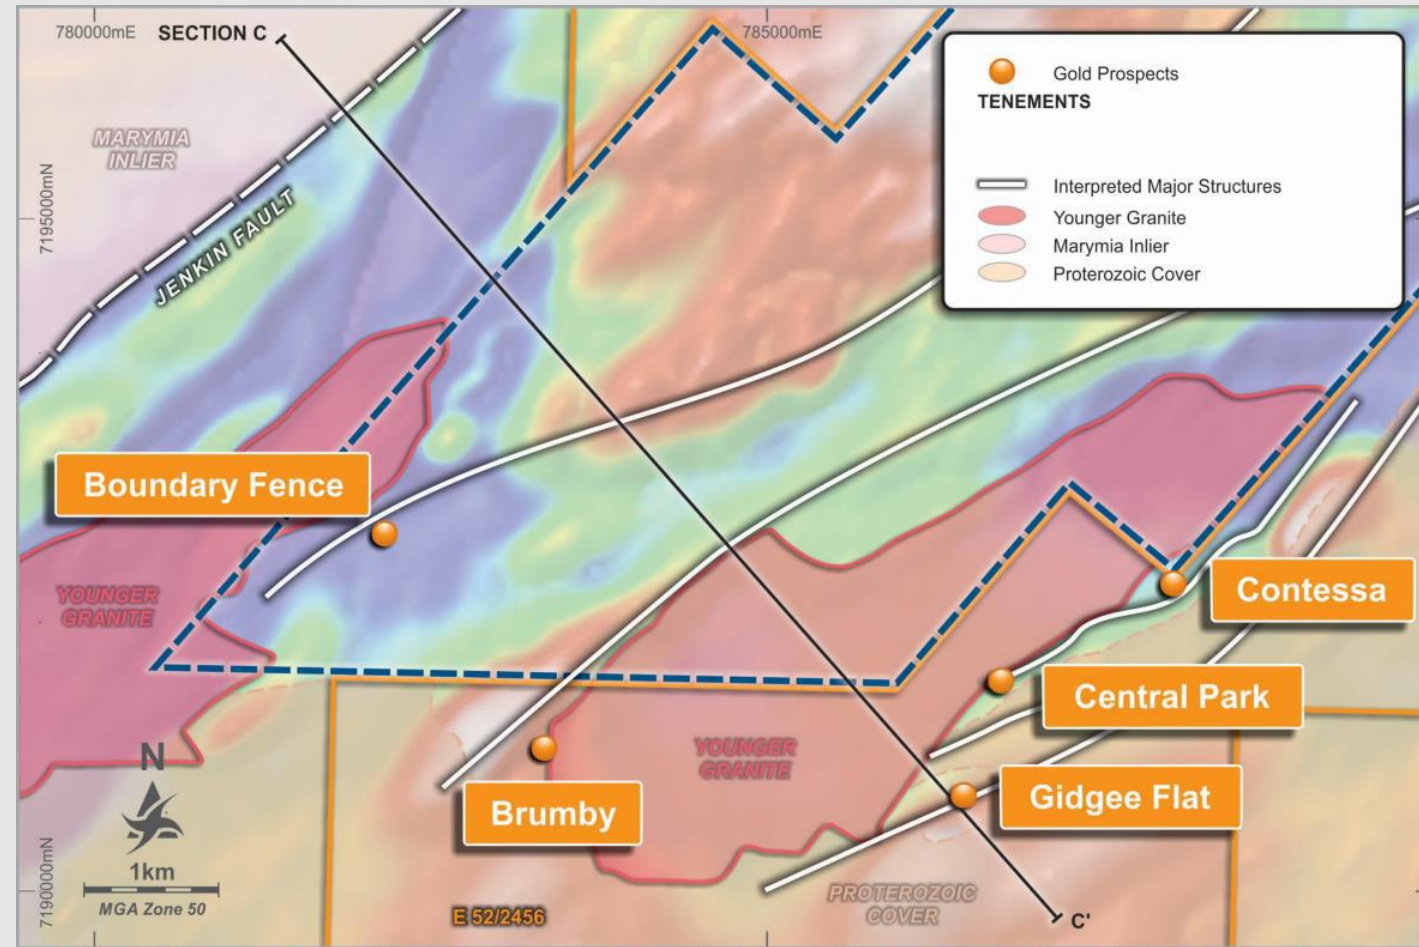 780000mE
SECTION C
785000mE
Gold Prospects
TENEMENTS
Interpreted Major Structures
Younger Granite
Marymia Inlier
Proterozoic Cover
MARYMIA
INLIER
7195000mN
JENKIN FAULT
Boundary Fence
YOUNGER
GRANITE
Contessa
Central Park
YOUNGER
GRANITE
Gidgee Flat
Brumby
N
1km
MGA Zone 50
7190000mN
E 52/2456
PROTEROZOIC
COVER
C'